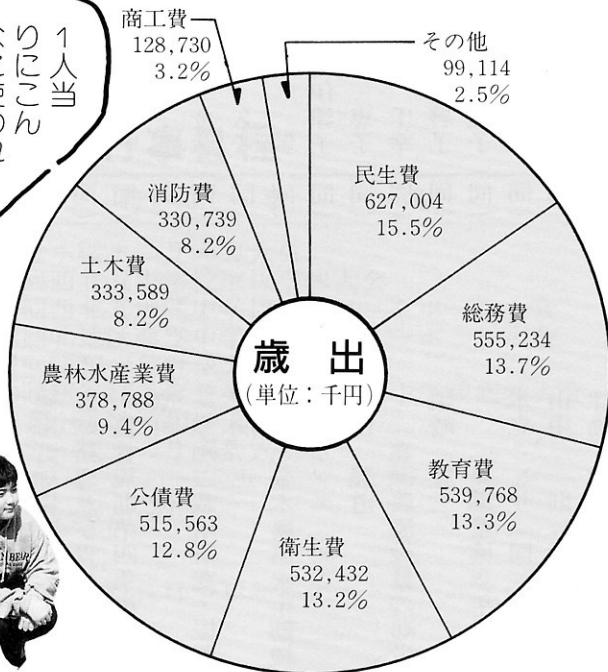 1人当
りにこん
商工費
128,730
3.2%
その他
99,114
2.5%
民生費
627,004
15.5%
総務費
555,234
13.7%
教育費
539,768
13.3%
衛生費
532,432
13.2%
公債費
515,563
12.8%
農林水産業費
378,788
9.4%
土木費
333,589
8.2%
消防費
330,739
8.2%
歳出
(単位：千円)